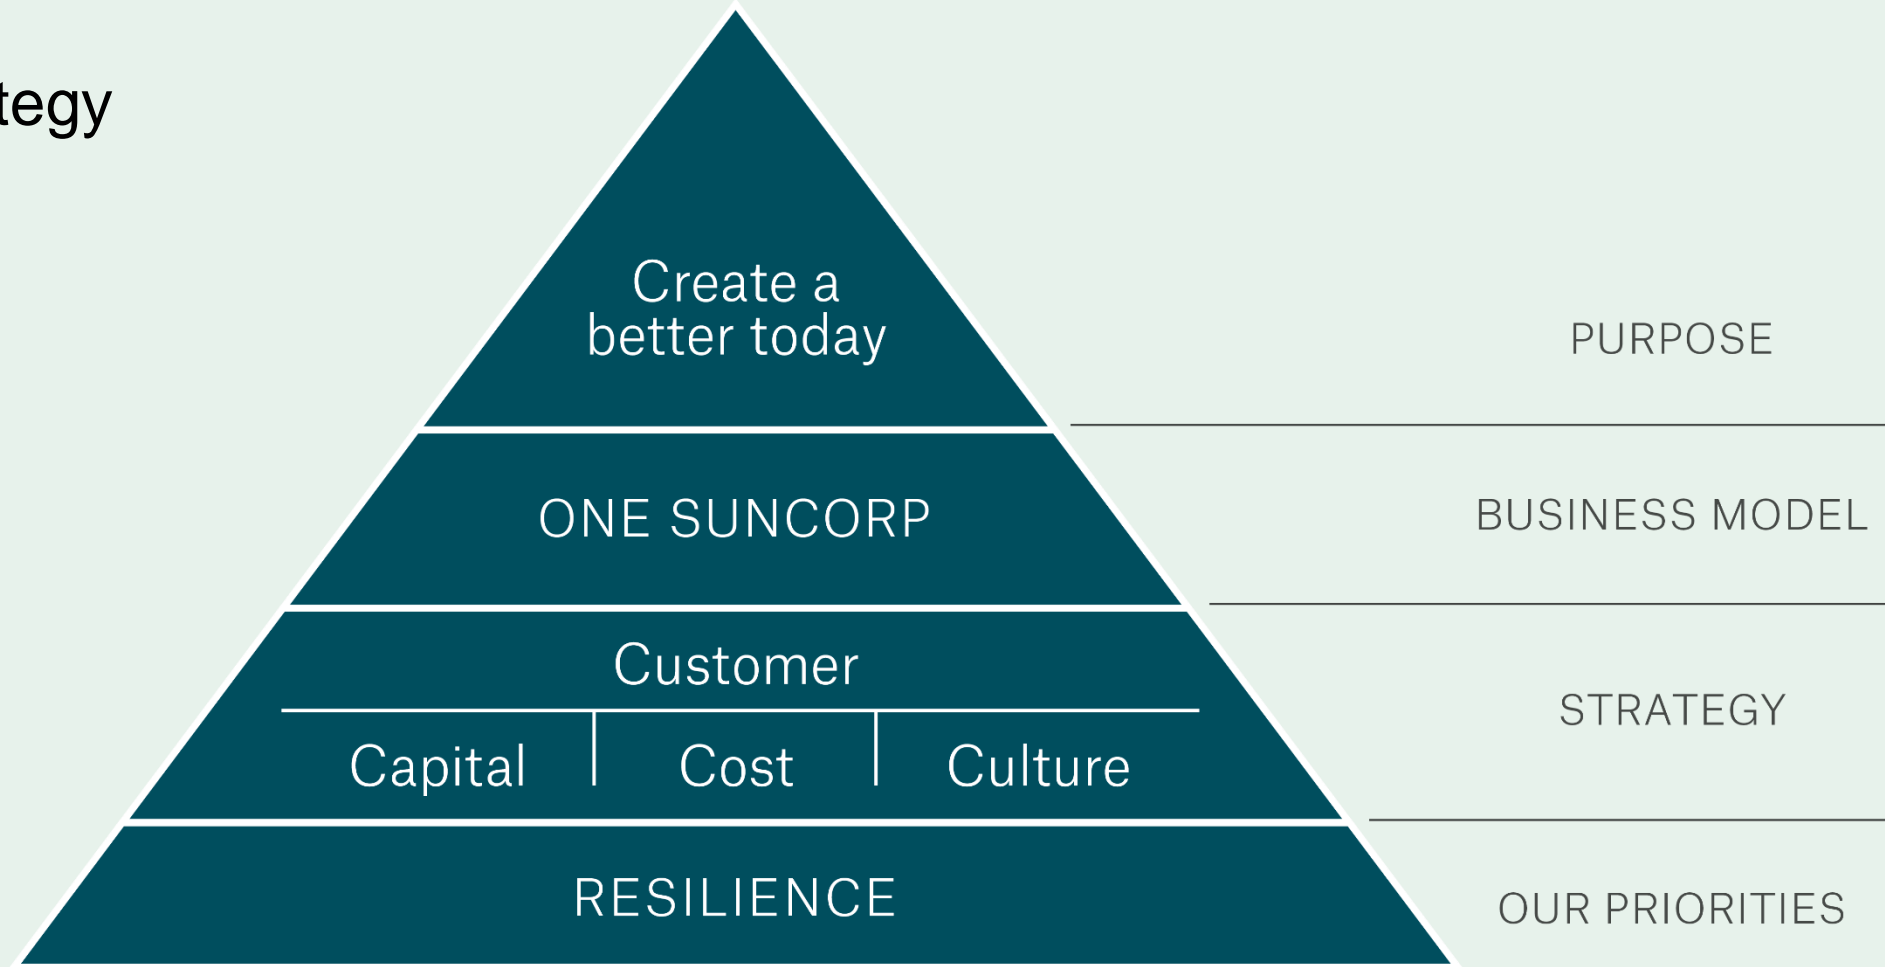 tegy
Create a
better today
PURPOSE
ONE SUNCORP
BUSINESS MODEL
Customer
STRATEGY
Capital Cost Culture
RESILIENCE
OUR PRIORITIES